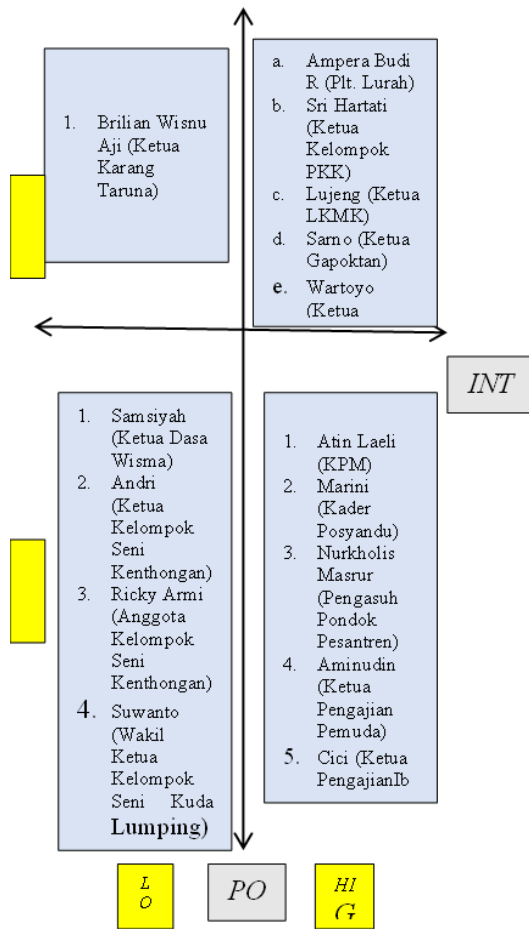 1. Brilian Wisnu
Aji (Ketua
Karang
Taruna)
a. Ampera Budi
R (Plt. Lurah)
b. Sri Hartati
(Ketua
Kelompok
PKK)
c. Lujeng (Ketua
LKMK)
d. Sarno (Ketua
Gapoktan)
e. Wartoyo
(Ketua
INT
1. Samsiyah
(Ketua Dasa
Wisma)
2. Andri
(Ketua
Kelompok
Seni
Kenthongan)
3. Ricky Armi
(Anggota
Kelompok
Seni
Kenthongan)
4. Suwanto
(Wakil
Ketua
Kelompok
Seni Kuda
Lumping)
1. Atin Laeli
(KPM)
2. Marini
(Kader
Posyandu)
3. Nurkholis
Masrur
(Pengasuh
Pondok
Pesantren)
4. Aminudin
(Ketua
Pengajian
Pemuda)
5. Cici (Ketua
PengajianIb
L
O
PO
HI
G